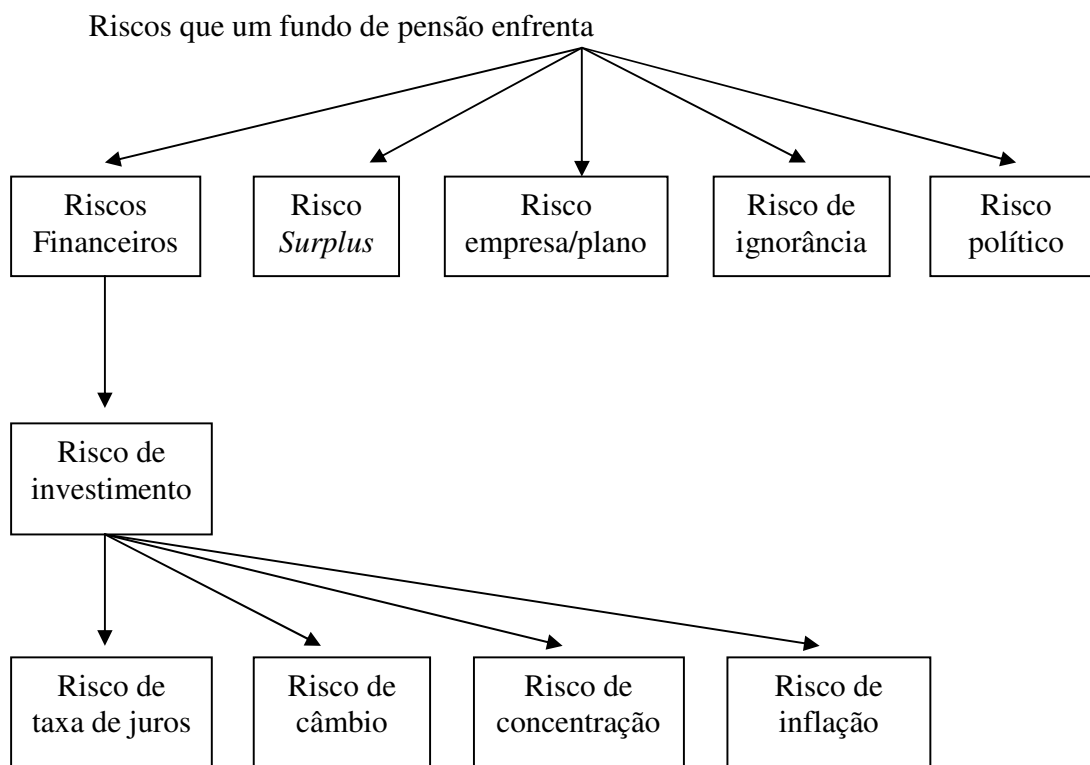 Riscos que um fundo de pensão enfrenta
Riscos
Financeiros
Risco
Surplus
Risco
empresa/plano
Risco de
ignorância
Risco
político
Risco de
investimento
Risco de
taxa de juros
Risco de
câmbio
Risco de
concentração
Risco de
inflação